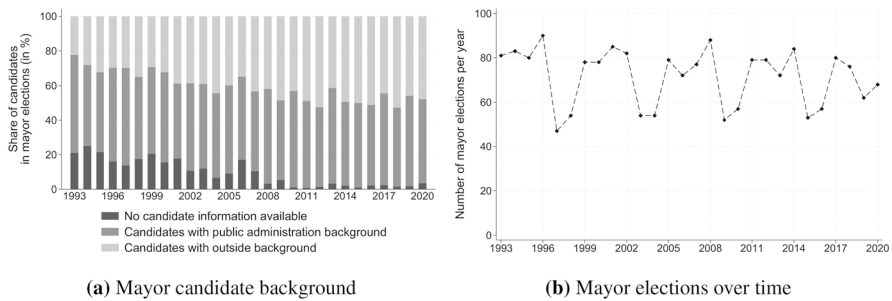 Share of candidates
in mayor elections (in %)
100
80
60
40
20
0
1993 1996 1999 2002 2005 2008 2011 2014 2017 2020
No candidate information available
Candidates with public administration background
Candidates with outside background
(a) Mayor candidate background
Number of mayor elections per year
100
80
60
40
20
0
1993 1996 1999 2002 2005 2008 2011 2014 2017 2020
(b) Mayor elections over time